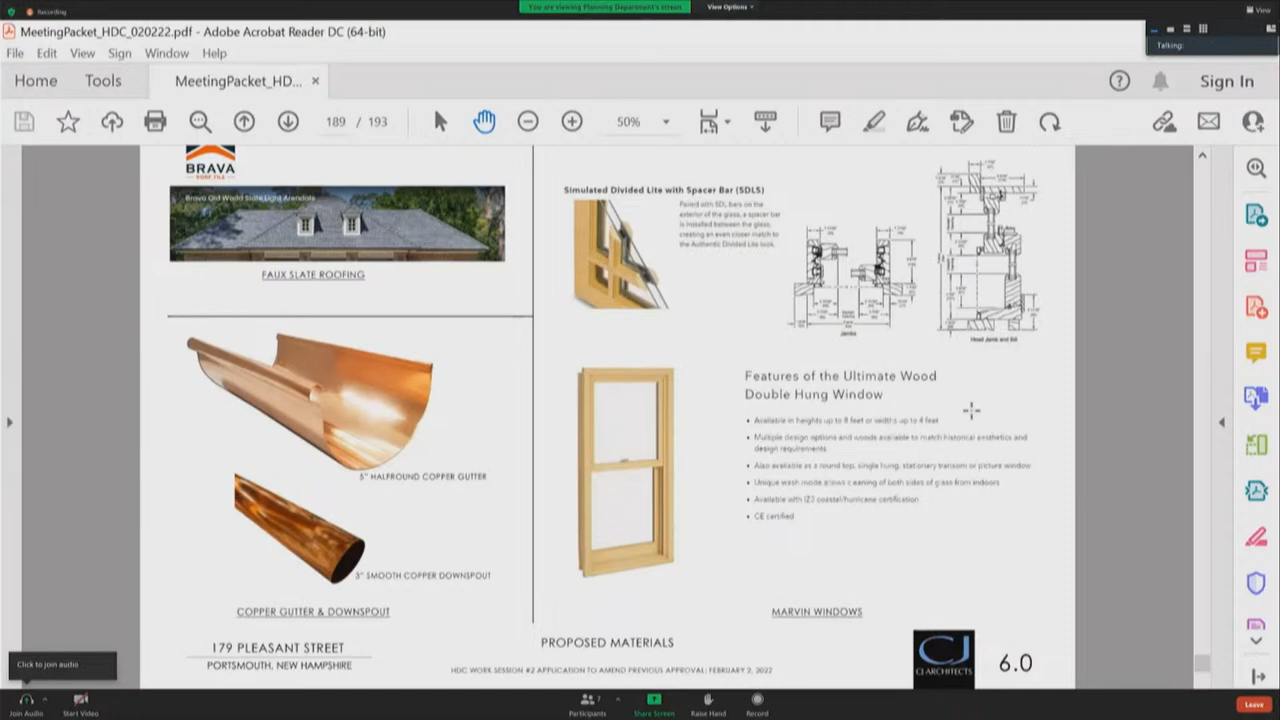 Recording
You are viewing Planning Department's screen
View Options
View
MeetingPacket_HDC_020222.pdf - Adobe Acrobat Reader DC (64-bit)
Talking:
File Edit View Sign Window Help
Home Tools MeetingPacket_HD... × Sign In
189 / 193 50%
BRAVA
ROOF TILE
Brava Old World Slate Light Arendale
FAUX SLATE ROOFING
Simulated Divided Lite with Spacer Bar (SDLS)
Paired with SDL bars on the
exterior of the glass, a spacer bar
is installed between the glass,
creating an even closer match to
the Authentic Divided Lite look.
Jambs
Head Jamb and Sill
5" HALFROUND COPPER GUTTER
3" SMOOTH COPPER DOWNSPOUT
COPPER GUTTER & DOWNSPOUT
Features of the Ultimate Wood
Double Hung Window
• Available in heights up to 8 feet or widths up to 4 feet
• Multiple design options and woods available to match historical aesthetics and
design requirements
• Also available as a round top, single hung, stationary transom or picture window
• Unique wash mode allows cleaning of both sides of glass from indoors
• Available with IZ3 coastal/hurricane certification
• CE certified
MARVIN WINDOWS
179 PLEASANT STREET
PORTSMOUTH, NEW HAMPSHIRE
PROPOSED MATERIALS
HDC WORK SESSION #2 APPLICATION TO AMEND PREVIOUS APPROVAL: FEBRUARY 2, 2022
CJ
CJ ARCHITECTS
6.0
Click to join audio
Join Audio
Start Video
Participants 7
Share Screen
Raise Hand
Record
Leave